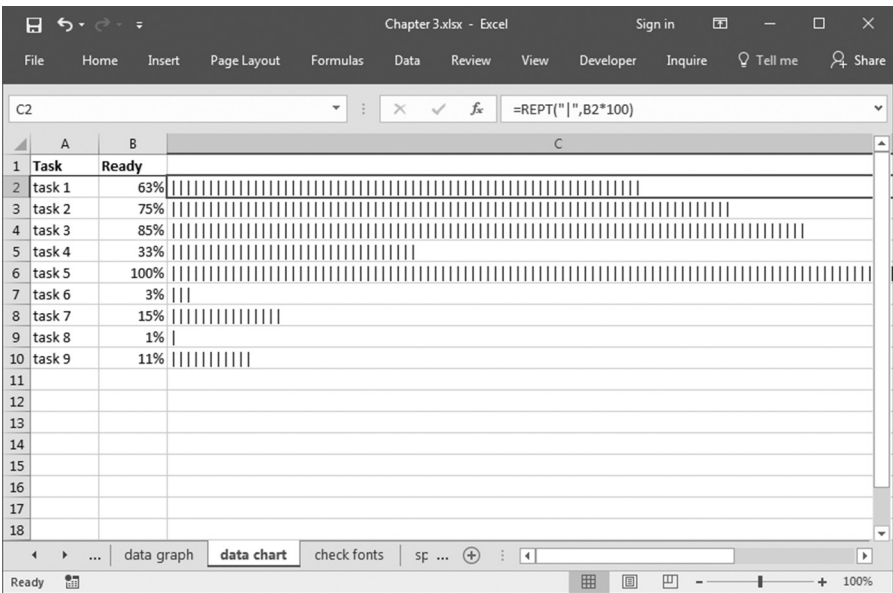 Chapter 3.xlsx - Excel Sign in
File Home Insert Page Layout Formulas Data Review View Developer Inquire Tell me Share
C2 fx =REPT("|",B2*100)
A B C
1 Task Ready
2 task 1 63% |||||||||||||||||||||||||||||||||||||||||||||||||||||||||||||||
3 task 2 75% |||||||||||||||||||||||||||||||||||||||||||||||||||||||||||||||||||||||||||
4 task 3 85% |||||||||||||||||||||||||||||||||||||||||||||||||||||||||||||||||||||||||||||||||||||
5 task 4 33% |||||||||||||||||||||||||||||||||
6 task 5 100% ||||||||||||||||||||||||||||||||||||||||||||||||||||||||||||||||||||||||||||||||||||||||||||||||
7 task 6 3% |||
8 task 7 15% |||||||||||||||
9 task 8 1% |
10 task 9 11% |||||||||||
11
12
13
14
15
16
17
18
... data graph data chart check fonts sp ...
Ready 100%